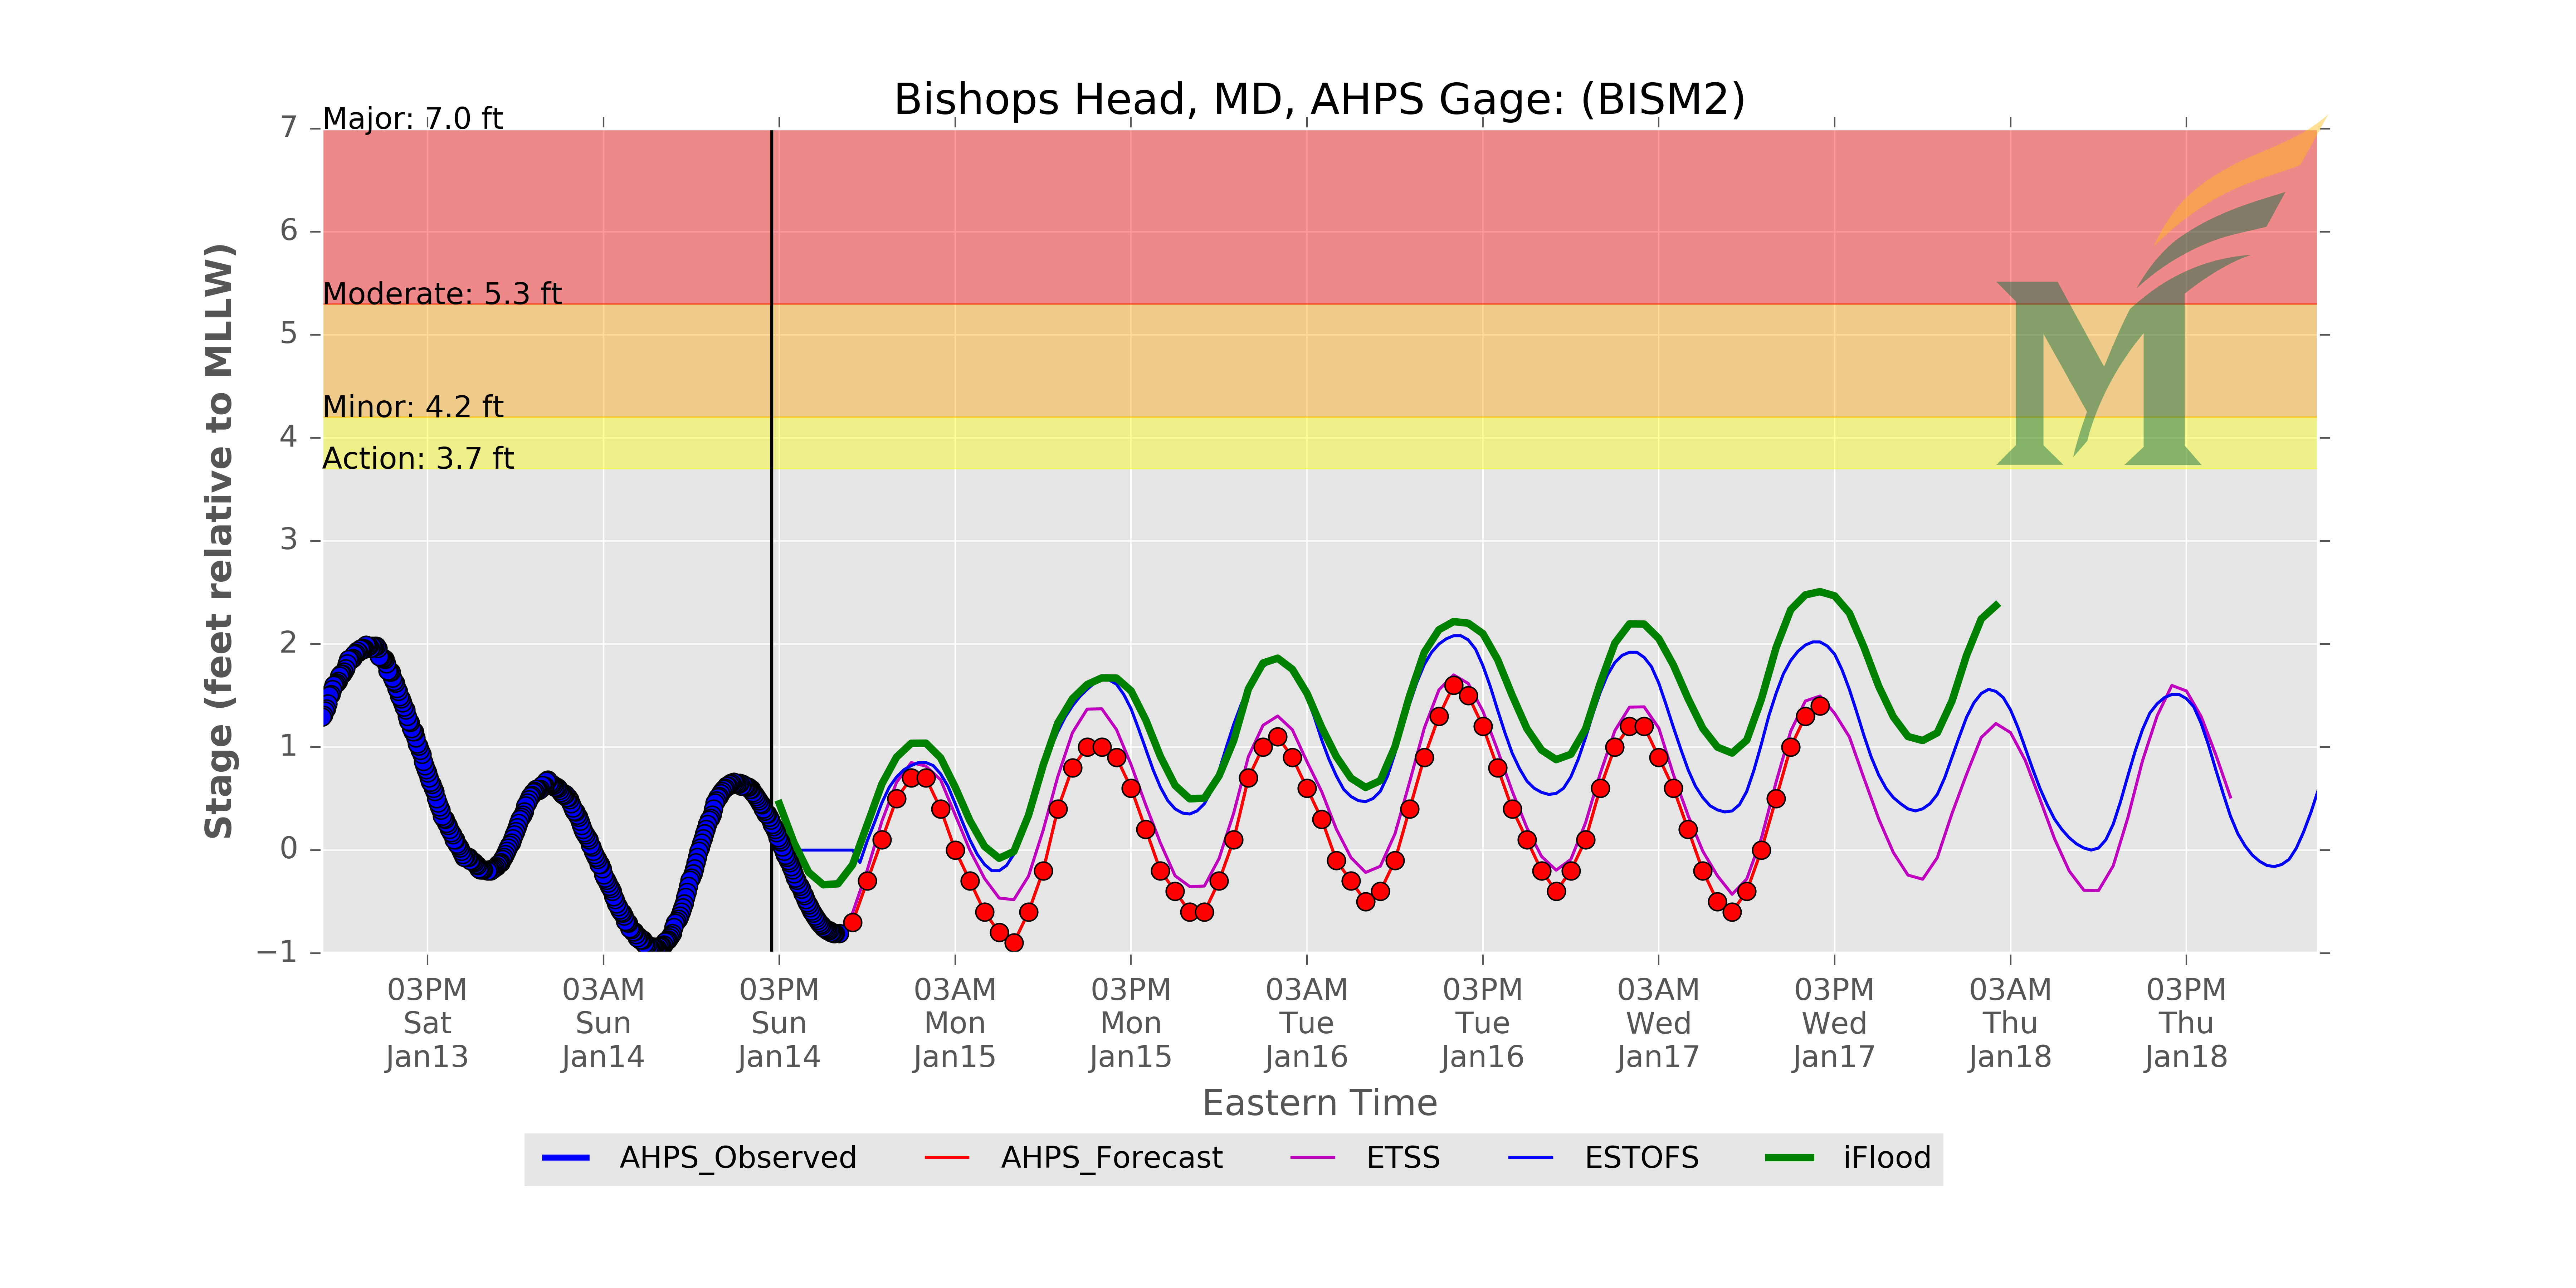 Bishops Head, MD, AHPS Gage: (BISM2)
Stage (feet relative to MLLW)
7
6
5
4
3
2
1
0
−1
Major: 7.0 ft
Moderate: 5.3 ft
Minor: 4.2 ft
Action: 3.7 ft
M
03PM
Sat
Jan13
03AM
Sun
Jan14
03PM
Sun
Jan14
03AM
Mon
Jan15
03PM
Mon
Jan15
03AM
Tue
Jan16
03PM
Tue
Jan16
03AM
Wed
Jan17
03PM
Wed
Jan17
03AM
Thu
Jan18
03PM
Thu
Jan18
Eastern Time
AHPS_Observed
AHPS_Forecast
ETSS
ESTOFS
iFlood